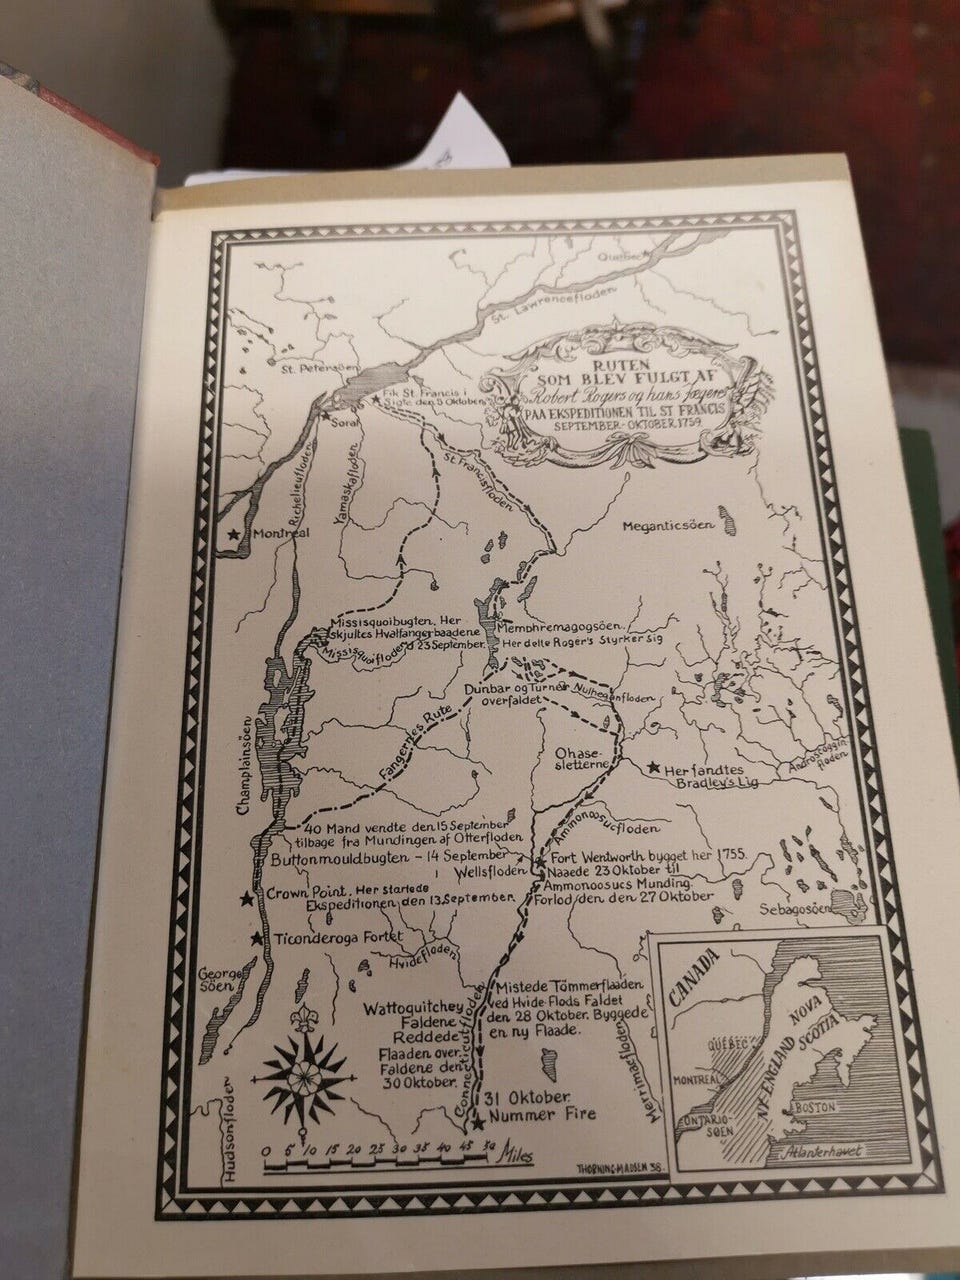 Quebec
St. Lawrencefloden
RUTEN
SOM BLEV FULGT AF
Robert Rogers og hans jægere
PAA EKSPEDITIONEN TIL ST FRANCIS
SEPTEMBER-OKTOBER 1759.
St. Petersöen
Fik St. Francis i
Sigte den 5 Oktober.
Sorel
Richelieufloden
Yamaskafloden
St Francisfloden
Montreal
Meganticsöen
Missisquoibugten. Her
skjultes Hvalfangerbaadene
d 23 September.
Missisquifloden
Memphremagogsöen.
Her delte Roger's Styrker sig
Dunbar og Turner
overfaldet
Nulheganfloden
Fangernes Rute
Champlainsöen
Ohase-
sletterne
Her fandtes
Bradley's Lig
Androscoggin-
floden
40 Mand vendte den 15 September
tilbage fra Mundingen af Otterfloden
Ammonoosucfloden
Buttonmouldbugten - 14 September
Wellsfloden
Fort Wentworth bygget her 1755.
Naaede 23 Oktober til
Ammonoosucs Munding.
Forlod den den 27 Oktober
Crown Point. Her startede
Ekspeditionen den 13. September.
Sebagosöen
Ticonderoga Fortet
Hvidefloden
George
Söen
Mistede Tömmerflaaden
ved Hvide Flods Faldet
den 28 Oktober. Byggede
en ny Flaade.
Wattoquitchey
Faldene
Reddede
Flaaden over
Faldene den
30 Oktober.
Connecticutfloden
Merrimacfloden
31 Oktober
Nummer Fire
Hudsonfloden
0 5 10 15 20 25 30 35 40 45 50 Miles
THORNING-MADSEN 38.
CANADA
NOVA
SCOTIA
QUEBEC
MONTREAL
NY-ENGLAND
BOSTON
ONTARIO-
SØEN
Atlanterhavet